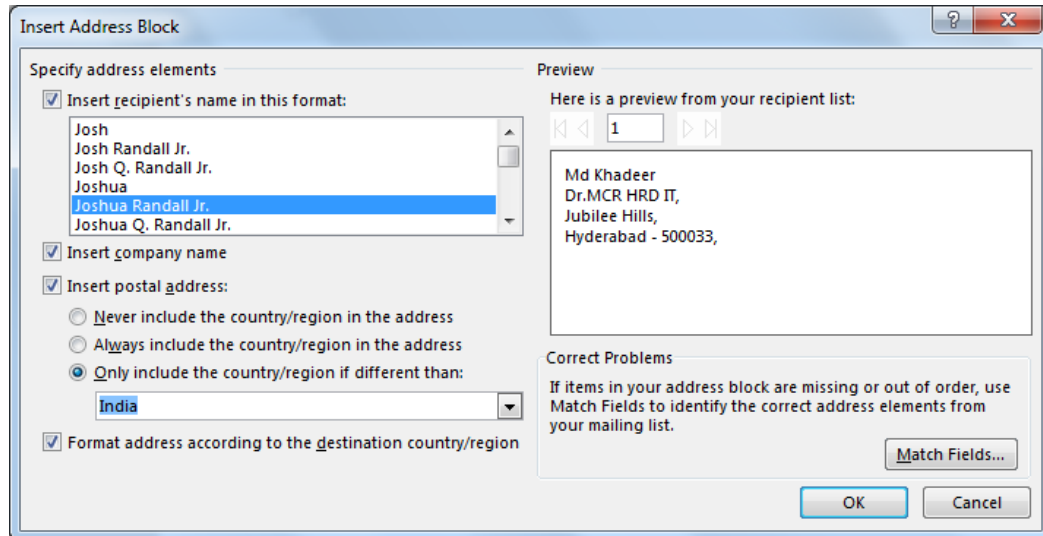 Insert Address Block
Specify address elements
Insert recipient's name in this format:
Josh
Josh Randall Jr.
Josh Q. Randall Jr.
Joshua
Joshua Randall Jr.
Joshua Q. Randall Jr.
Insert company name
Insert postal address:
Never include the country/region in the address
Always include the country/region in the address
Only include the country/region if different than:
India
Format address according to the destination country/region
Preview
Here is a preview from your recipient list:
1
Md Khadeer
Dr.MCR HRD IT,
Jubilee Hills,
Hyderabad - 500033,
Correct Problems
If items in your address block are missing or out of order, use
Match Fields to identify the correct address elements from
your mailing list.
Match Fields...
OK
Cancel